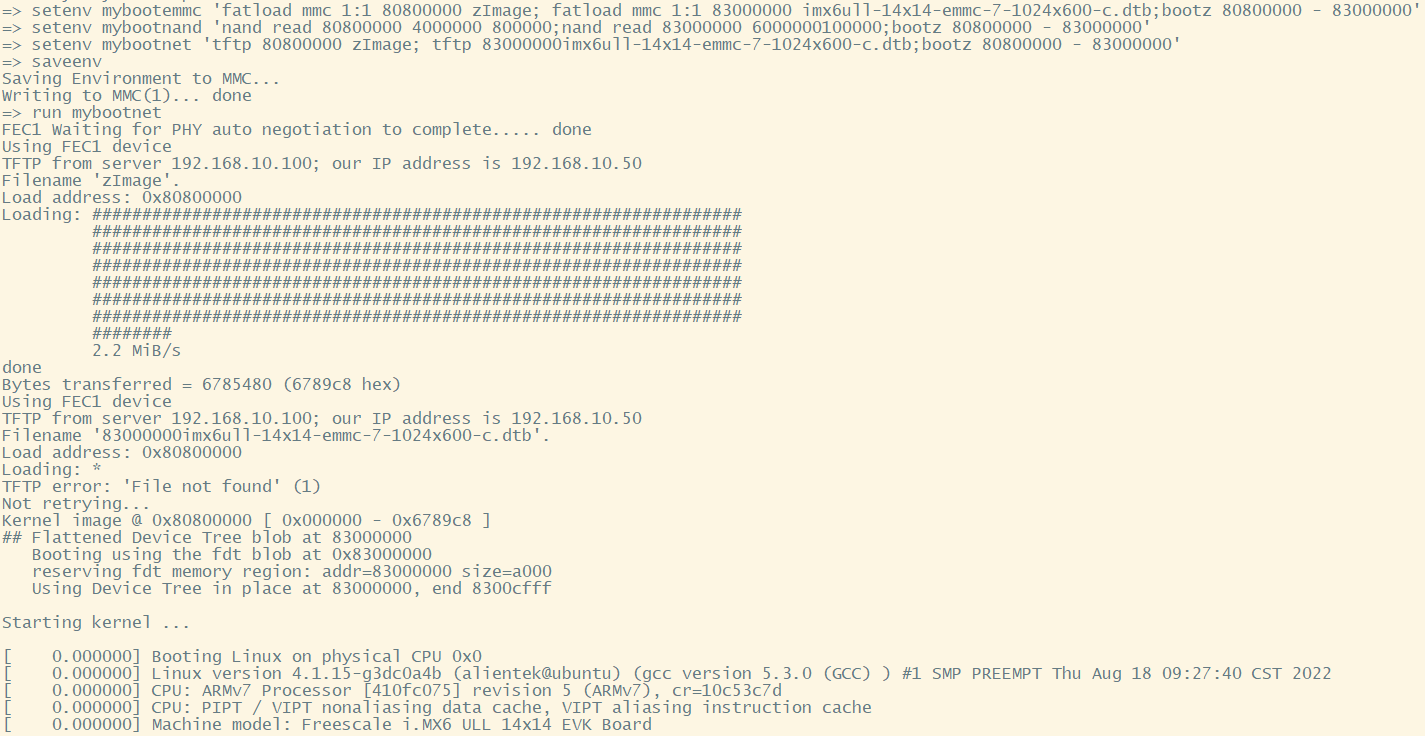 => setenv mybootemmc 'fatload mmc 1:1 80800000 zImage; fatload mmc 1:1 83000000 imx6ull-14x14-emmc-7-1024x600-c.dtb;bootz 80800000 - 83000000'
=> setenv mybootnand 'nand read 80800000 4000000 800000;nand read 83000000 6000000100000;bootz 80800000 - 83000000'
=> setenv mybootnet 'tftp 80800000 zImage; tftp 83000000imx6ull-14x14-emmc-7-1024x600-c.dtb;bootz 80800000 - 83000000'
=> saveenv
Saving Environment to MMC...
Writing to MMC(1)... done
=> run mybootnet
FEC1 Waiting for PHY auto negotiation to complete..... done
Using FEC1 device
TFTP from server 192.168.10.100; our IP address is 192.168.10.50
Filename 'zImage'.
Load address: 0x80800000
Loading: #################################################################
#################################################################
#################################################################
#################################################################
#################################################################
#################################################################
#################################################################
########
2.2 MiB/s
done
Bytes transferred = 6785480 (6789c8 hex)
Using FEC1 device
TFTP from server 192.168.10.100; our IP address is 192.168.10.50
Filename '83000000imx6ull-14x14-emmc-7-1024x600-c.dtb'.
Load address: 0x80800000
Loading: *
TFTP error: 'File not found' (1)
Not retrying...
Kernel image @ 0x80800000 [ 0x000000 - 0x6789c8 ]
## Flattened Device Tree blob at 83000000
Booting using the fdt blob at 0x83000000
reserving fdt memory region: addr=83000000 size=a000
Using Device Tree in place at 83000000, end 8300cfff
Starting kernel ...
[    0.000000] Booting Linux on physical CPU 0x0
[    0.000000] Linux version 4.1.15-g3dc0a4b (alientek@ubuntu) (gcc version 5.3.0 (GCC) ) #1 SMP PREEMPT Thu Aug 18 09:27:40 CST 2022
[    0.000000] CPU: ARMv7 Processor [410fc075] revision 5 (ARMv7), cr=10c53c7d
[    0.000000] CPU: PIPT / VIPT nonaliasing data cache, VIPT aliasing instruction cache
[    0.000000] Machine model: Freescale i.MX6 ULL 14x14 EVK Board